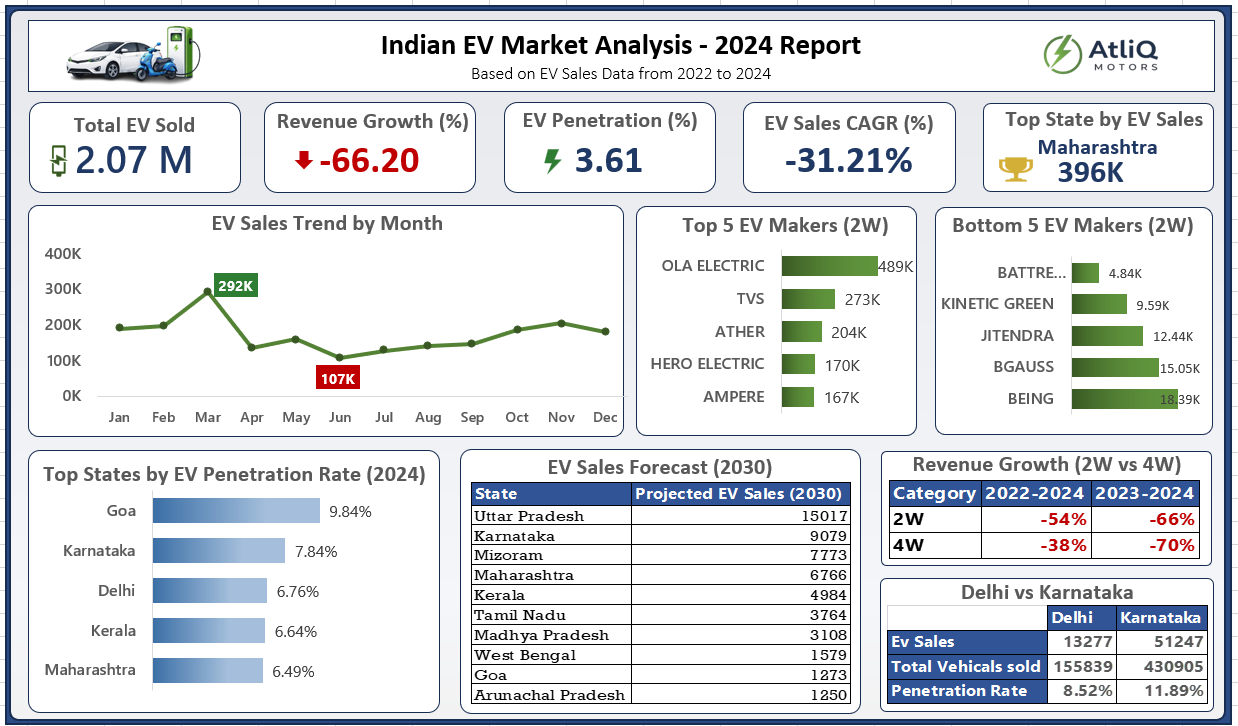 Indian EV Market Analysis - 2024 Report
Based on EV Sales Data from 2022 to 2024
AtliQ
MOTORS
Total EV Sold
2.07 M
Revenue Growth (%)
-66.20
EV Penetration (%)
3.61
EV Sales CAGR (%)
-31.21%
Top State by EV Sales
Maharashtra
396K
EV Sales Trend by Month
400K
300K
200K
100K
0K
292K
107K
Jan Feb Mar Apr May Jun Jul Aug Sep Oct Nov Dec
Top 5 EV Makers (2W)
OLA ELECTRIC 489K
TVS 273K
ATHER 204K
HERO ELECTRIC 170K
AMPERE 167K
Bottom 5 EV Makers (2W)
BATTRE... 4.84K
KINETIC GREEN 9.59K
JITENDRA 12.44K
BGAUSS 15.05K
BEING 18.39K
Top States by EV Penetration Rate (2024)
Goa 9.84%
Karnataka 7.84%
Delhi 6.76%
Kerala 6.64%
Maharashtra 6.49%
EV Sales Forecast (2030)
State Projected EV Sales (2030)
Uttar Pradesh 15017
Karnataka 9079
Mizoram 7773
Maharashtra 6766
Kerala 4984
Tamil Nadu 3764
Madhya Pradesh 3108
West Bengal 1579
Goa 1273
Arunachal Pradesh 1250
Revenue Growth (2W vs 4W)
Category 2022-2024 2023-2024
2W -54% -66%
4W -38% -70%
Delhi vs Karnataka
Delhi Karnataka
Ev Sales 13277 51247
Total Vehicals sold 155839 430905
Penetration Rate 8.52% 11.89%